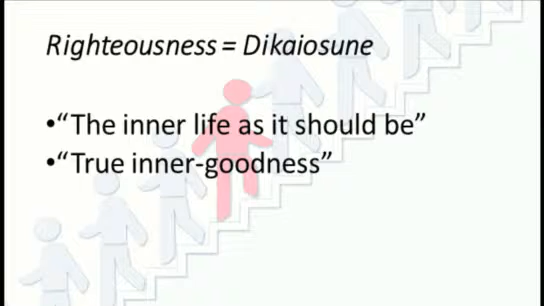 Righteousness = Dikaiosune
•“The inner life as it should be”
•“True inner-goodness”